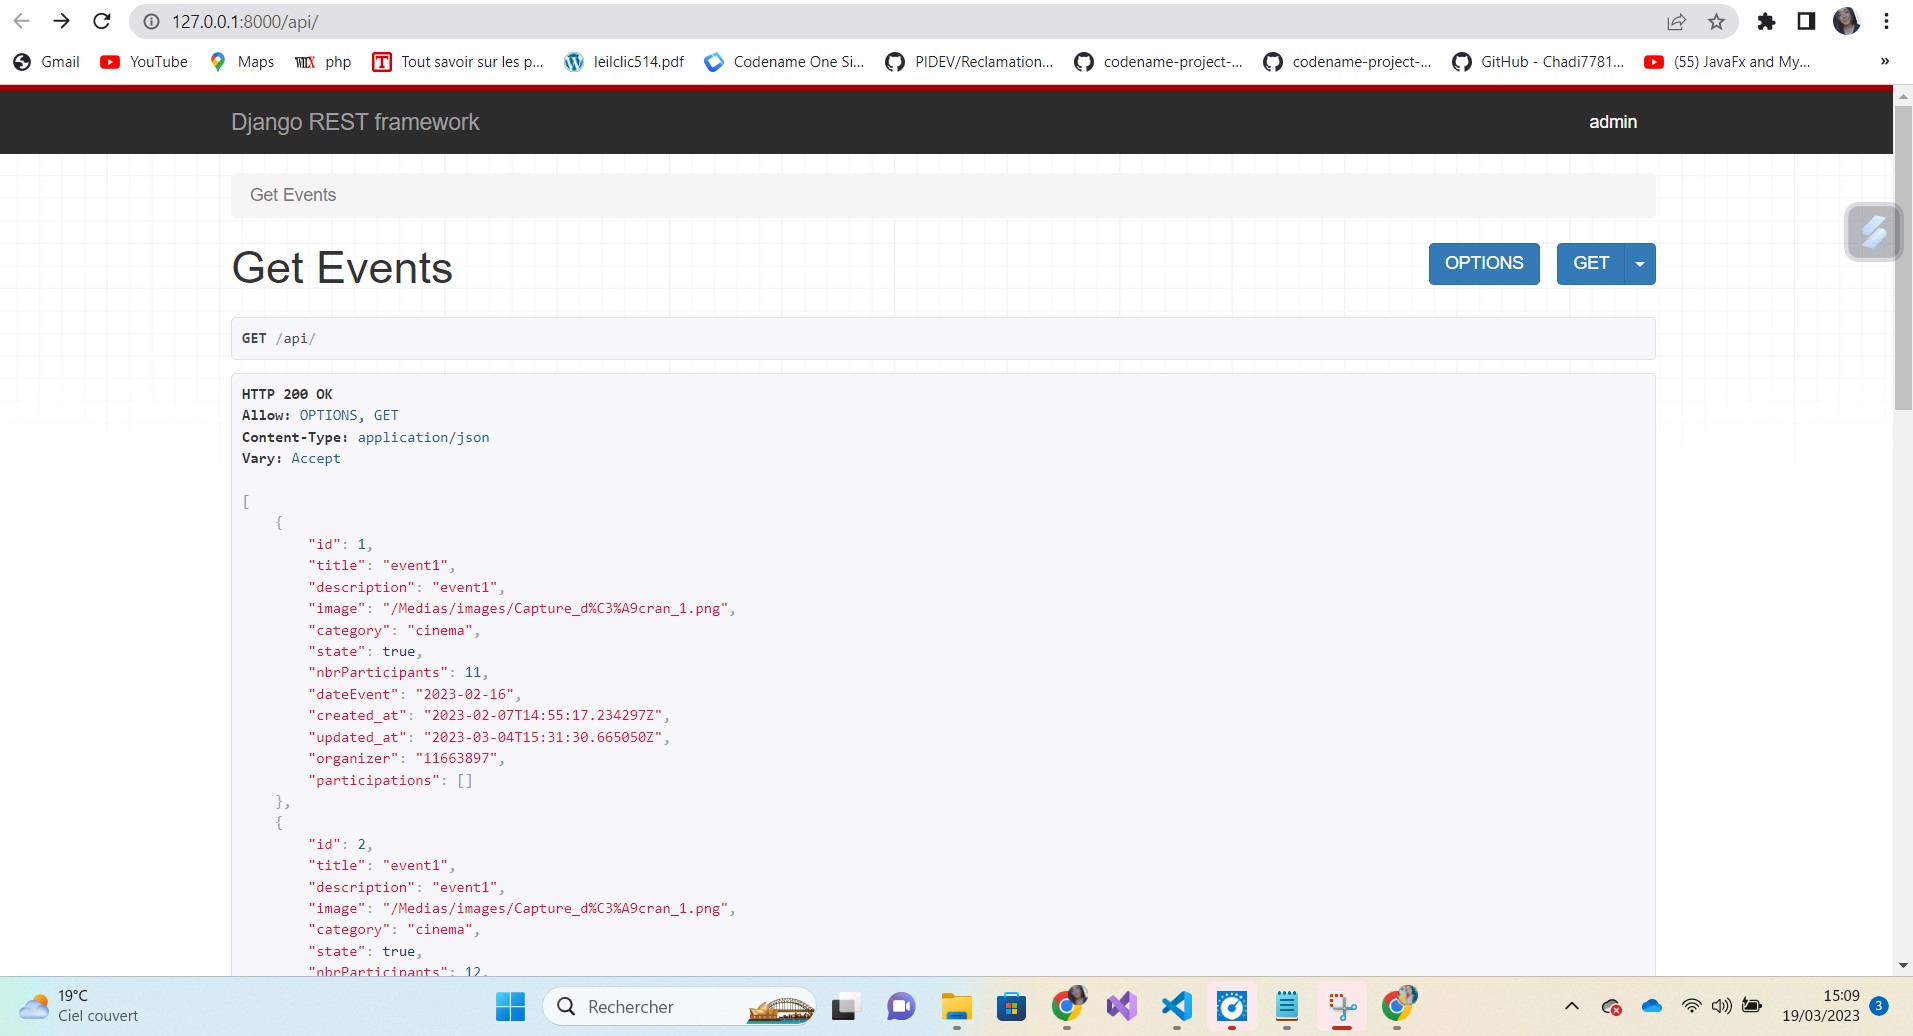 127.0.0.1:8000/api/
Gmail YouTube Maps WTIX php T Tout savoir sur les p... leilclic514.pdf Codename One Si... PIDEV/Reclamation... codename-project-... codename-project-... GitHub - Chadi7781... (55) JavaFx and My... »
Django REST framework admin
Get Events
Get Events OPTIONS GET
GET /api/
HTTP 200 OK
Allow: OPTIONS, GET
Content-Type: application/json
Vary: Accept
[
{
"id": 1,
"title": "event1",
"description": "event1",
"image": "/Medias/images/Capture_d%C3%A9cran_1.png",
"category": "cinema",
"state": true,
"nbrParticipants": 11,
"dateEvent": "2023-02-16",
"created_at": "2023-02-07T14:55:17.234297Z",
"updated_at": "2023-03-04T15:31:30.665050Z",
"organizer": "11663897",
"participations": []
},
{
"id": 2,
"title": "event1",
"description": "event1",
"image": "/Medias/images/Capture_d%C3%A9cran_1.png",
"category": "cinema",
"state": true,
"nbrParticipants": 12,
19°C
Ciel couvert
Rechercher
15:09
19/03/2023
3